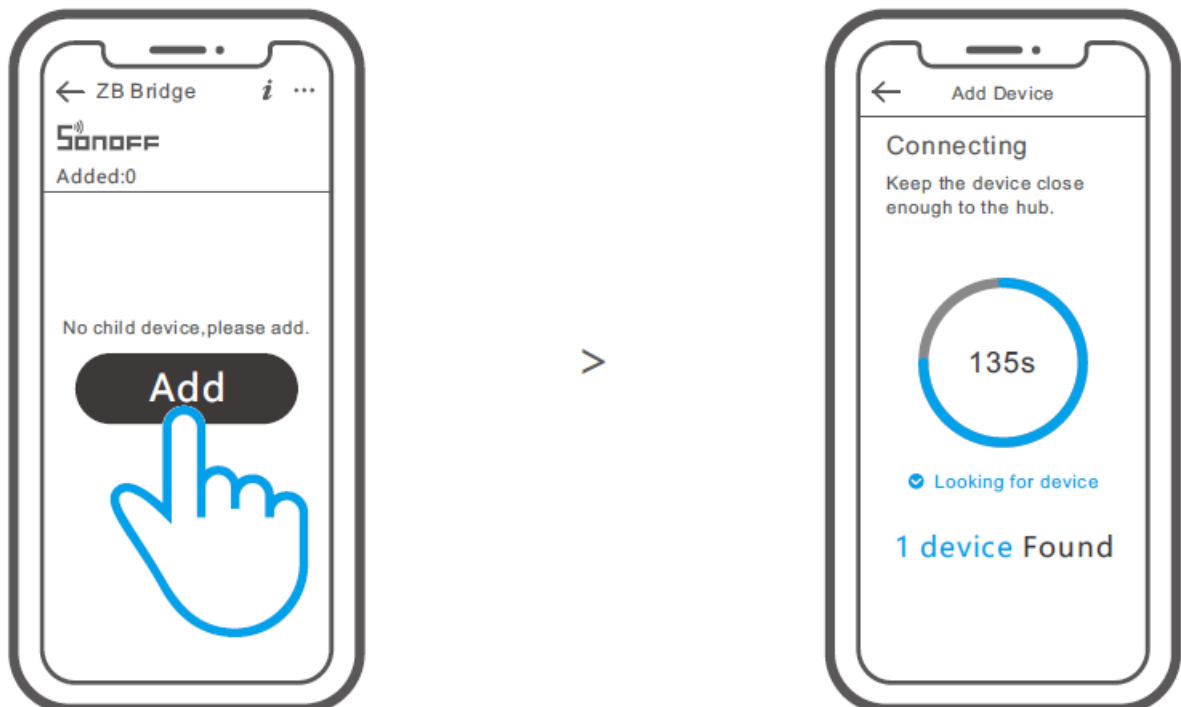 ZB Bridge i ...
SONOFF
Added:0
No child device,please add.
Add
>
Add Device
Connecting
Keep the device close
enough to the hub.
135s
Looking for device
1 device Found